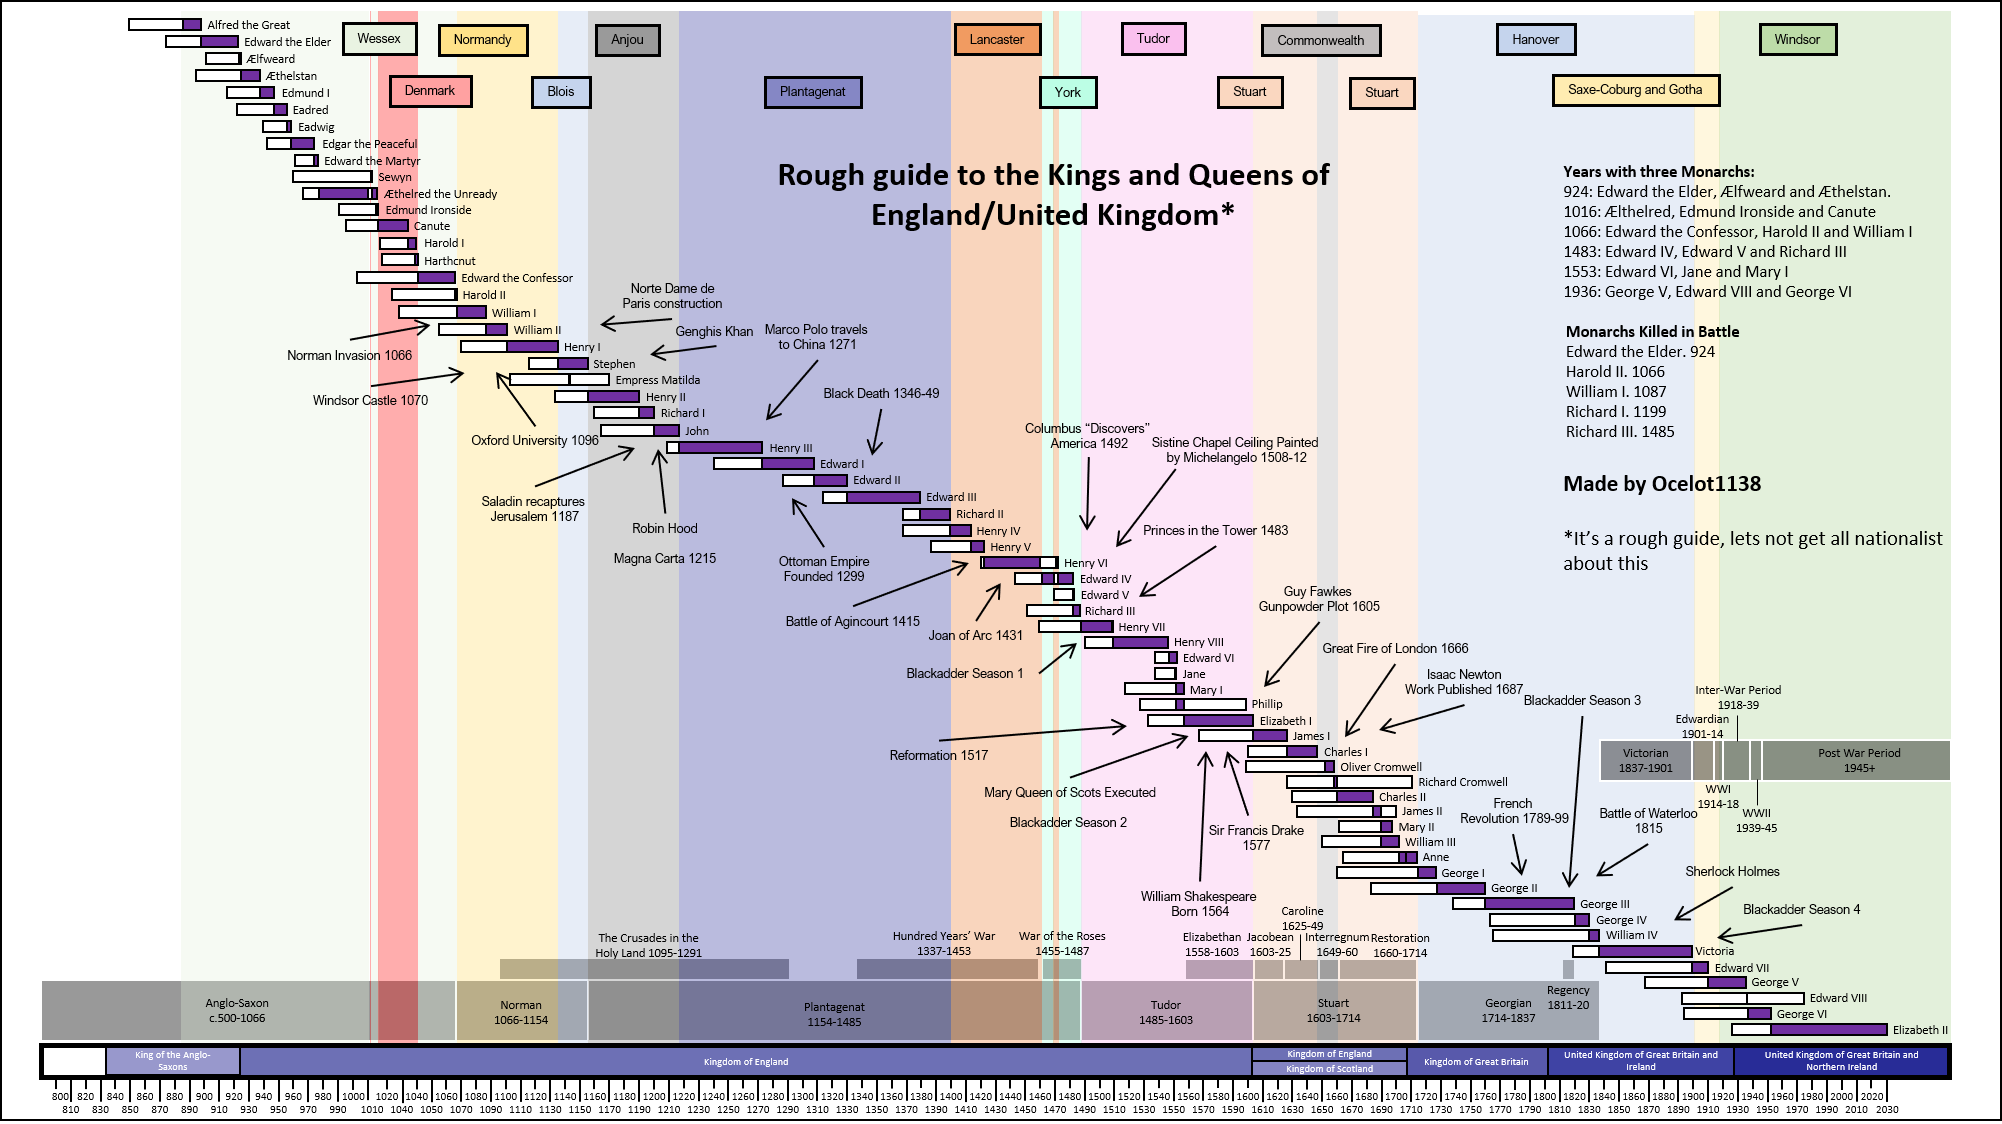 Alfred the Great
Edward the Elder
Ælfweard
Æthelstan
Edmund I
Eadred
Eadwig
Edgar the Peaceful
Edward the Martyr
Sewyn
Æthelred the Unready
Edmund Ironside
Canute
Harold I
Harthcnut
Edward the Confessor
Harold II
William I
William II
Henry I
Stephen
Empress Matilda
Henry II
Richard I
John
Henry III
Edward I
Edward II
Edward III
Richard II
Henry IV
Henry V
Henry VI
Edward IV
Edward V
Richard III
Henry VII
Henry VIII
Edward VI
Jane
Mary I
Phillip
Elizabeth I
James I
Charles I
Oliver Cromwell
Richard Cromwell
Charles II
James II
Mary II
William III
Anne
George I
George II
George III
George IV
William IV
Victoria
Edward VII
George V
Edward VIII
George VI
Elizabeth II
Wessex
Normandy
Anjou
Lancaster
Tudor
Commonwealth
Hanover
Windsor
Denmark
Blois
Plantagenat
York
Stuart
Stuart
Saxe-Coburg and Gotha
Rough guide to the Kings and Queens of
England/United Kingdom*
Years with three Monarchs:
924: Edward the Elder, Ælfweard and Æthelstan.
1016: Ælthelred, Edmund Ironside and Canute
1066: Edward the Confessor, Harold II and William I
1483: Edward IV, Edward V and Richard III
1553: Edward VI, Jane and Mary I
1936: George V, Edward VIII and George VI
Monarchs Killed in Battle
Edward the Elder. 924
Harold II. 1066
William I. 1087
Richard I. 1199
Richard III. 1485
Made by Ocelot1138
*It's a rough guide, lets not get all nationalist
about this
Norman Invasion 1066
Windsor Castle 1070
Oxford University 1096
Norte Dame de
Paris construction
Genghis Khan
Marco Polo travels
to China 1271
Black Death 1346-49
Saladin recaptures
Jerusalem 1187
Robin Hood
Magna Carta 1215
Ottoman Empire
Founded 1299
Battle of Agincourt 1415
Joan of Arc 1431
Blackadder Season 1
Columbus “Discovers”
America 1492
Sistine Chapel Ceiling Painted
by Michelangelo 1508-12
Princes in the Tower 1483
Guy Fawkes
Gunpowder Plot 1605
Great Fire of London 1666
Isaac Newton
Work Published 1687
Blackadder Season 3
Reformation 1517
Mary Queen of Scots Executed
Blackadder Season 2
Sir Francis Drake
1577
William Shakespeare
Born 1564
French
Revolution 1789-99
Battle of Waterloo
1815
Sherlock Holmes
Blackadder Season 4
Inter-War Period
1918-39
Edwardian
1901-14
Victorian
1837-1901
Post War Period
1945+
WWI
1914-18
WWII
1939-45
The Crusades in the
Holy Land 1095-1291
Hundred Years' War
1337-1453
War of the Roses
1455-1487
Elizabethan
1558-1603
Jacobean
1603-25
Caroline
1625-49
Interregnum
1649-60
Restoration
1660-1714
Regency
1811-20
Anglo-Saxon
c.500-1066
Norman
1066-1154
Plantagenat
1154-1485
Tudor
1485-1603
Stuart
1603-1714
Georgian
1714-1837
King of the Anglo-
Saxons
Kingdom of England
Kingdom of England
Kingdom of Scotland
Kingdom of Great Britain
United Kingdom of Great Britain and
Ireland
United Kingdom of Great Britain and
Northern Ireland
800 820 840 860 880 900 920 940 960 980 1000 1020 1040 1060 1080 1100 1120 1140 1160 1180 1200 1220 1240 1260 1280 1300 1320 1340 1360 1380 1400 1420 1440 1460 1480 1500 1520 1540 1560 1580 1600 1620 1640 1660 1680 1700 1720 1740 1760 1780 1800 1820 1840 1860 1880 1900 1920 1940 1960 1980 2000 2020
810 830 850 870 890 910 930 950 970 990 1010 1030 1050 1070 1090 1110 1130 1150 1170 1190 1210 1230 1250 1270 1290 1310 1330 1350 1370 1390 1410 1430 1450 1470 1490 1510 1530 1550 1570 1590 1610 1630 1650 1670 1690 1710 1730 1750 1770 1790 1810 1830 1850 1870 1890 1910 1930 1950 1970 1990 2010 2030